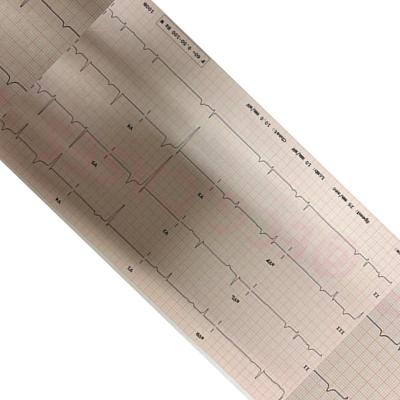 aVR V1 V4
II aVL V2 V5
III aVF V3 V6
II
Speed: 25 mm/sec Limb: 10 mm/mV Chest: 10.0 mm/mV F 60~ 0.50-100 Hz W